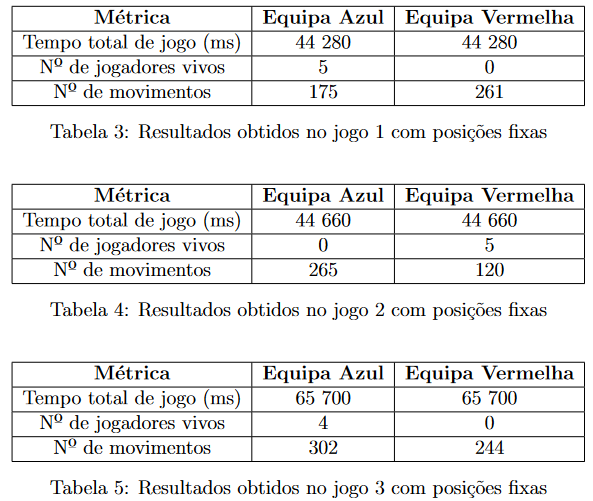 Métrica Equipa Azul Equipa Vermelha
Tempo total de jogo (ms) 44 280 44 280
Nº de jogadores vivos 5 0
Nº de movimentos 175 261
Tabela 3: Resultados obtidos no jogo 1 com posições fixas
Métrica Equipa Azul Equipa Vermelha
Tempo total de jogo (ms) 44 660 44 660
Nº de jogadores vivos 0 5
Nº de movimentos 265 120
Tabela 4: Resultados obtidos no jogo 2 com posições fixas
Métrica Equipa Azul Equipa Vermelha
Tempo total de jogo (ms) 65 700 65 700
Nº de jogadores vivos 4 0
Nº de movimentos 302 244
Tabela 5: Resultados obtidos no jogo 3 com posições fixas